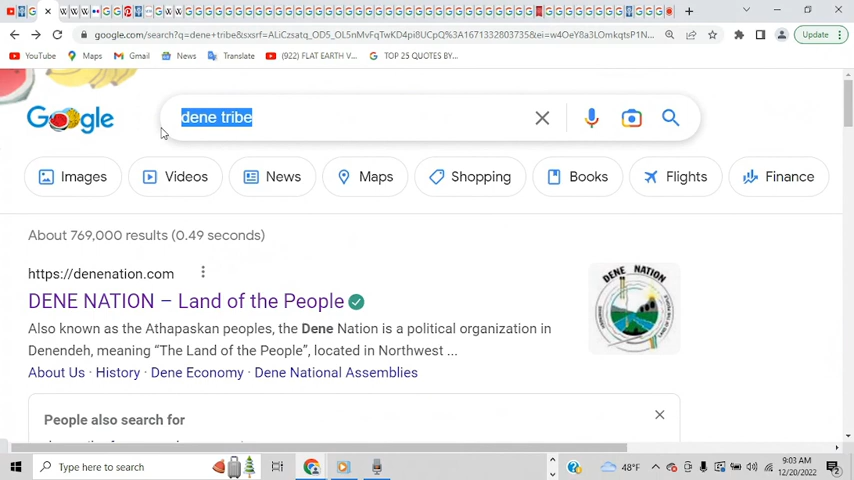 google.com/search?q=dene+tribe&sxsrf=ALiCzsatq_OD5_OL5nMvFqTwKD4pi8UCpQ%3A1671332803735&ei=w4OeY8a3LOmkqtsP1N...
Update
YouTube
Maps
Gmail
News
Translate
(922) FLAT EARTH V...
TOP 25 QUOTES BY...
Google
dene tribe
Images
Videos
News
Maps
Shopping
Books
Flights
Finance
About 769,000 results (0.49 seconds)
https://denenation.com
DENE NATION – Land of the People
Also known as the Athapaskan peoples, the Dene Nation is a political organization in
Denendeh, meaning “The Land of the People”, located in Northwest ...
About Us · History · Dene Economy · Dene National Assemblies
DENE NATION
People also search for
Type here to search
48°F
9:03 AM
12/20/2022
2